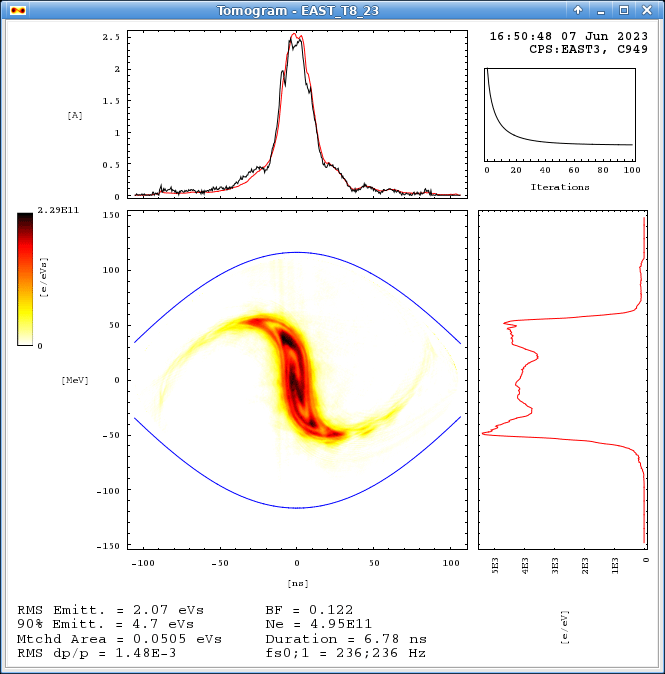 Tomogram - EAST_T8_23
16:50:48 07 Jun 2023
CPS:EAST3, C949
2.5
2
[A]
1.5
1
0.5
0
0 20 40 60 80 100
Iterations
2.29E11
[e/eVs]
0
150
100
50
[MeV]
0
-50
-100
-150
-100 -50 0 50 100
[ns]
5E3 4E3 3E3 2E3 1E3 0
[e/eV]
RMS Emitt. = 2.07 eVs
90% Emitt. = 4.7 eVs
Mtchd Area = 0.0505 eVs
RMS dp/p = 1.48E-3
BF = 0.122
Ne = 4.95E11
Duration = 6.78 ns
fs0;1 = 236;236 Hz